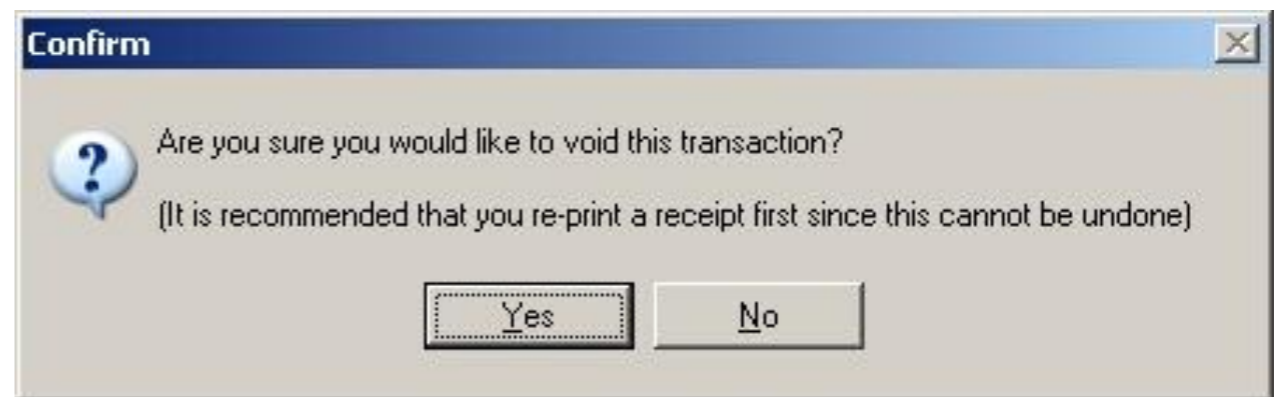 Confirm
Are you sure you would like to void this transaction?
(It is recommended that you re-print a receipt first since this cannot be undone)
Yes No